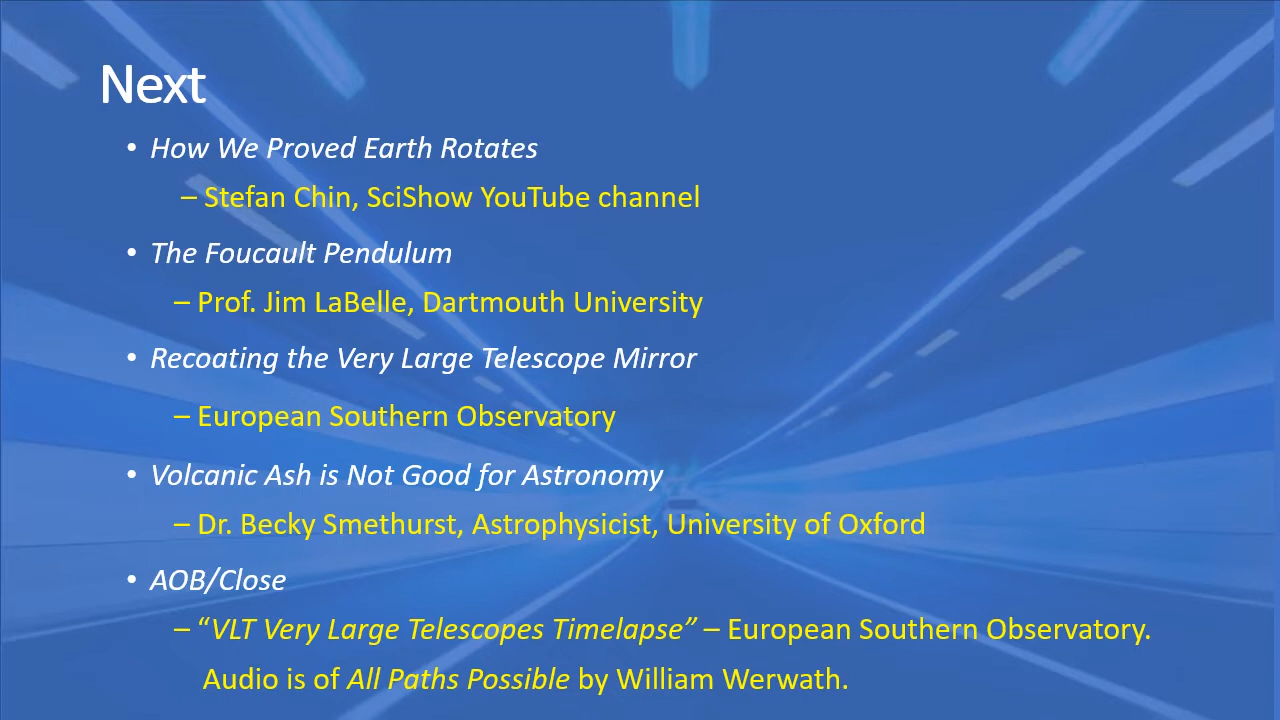 Next
• How We Proved Earth Rotates
– Stefan Chin, SciShow YouTube channel
• The Foucault Pendulum
– Prof. Jim LaBelle, Dartmouth University
• Recoating the Very Large Telescope Mirror
– European Southern Observatory
• Volcanic Ash is Not Good for Astronomy
– Dr. Becky Smethurst, Astrophysicist, University of Oxford
• AOB/Close
– “VLT Very Large Telescopes Timelapse” – European Southern Observatory.
Audio is of All Paths Possible by William Werwath.